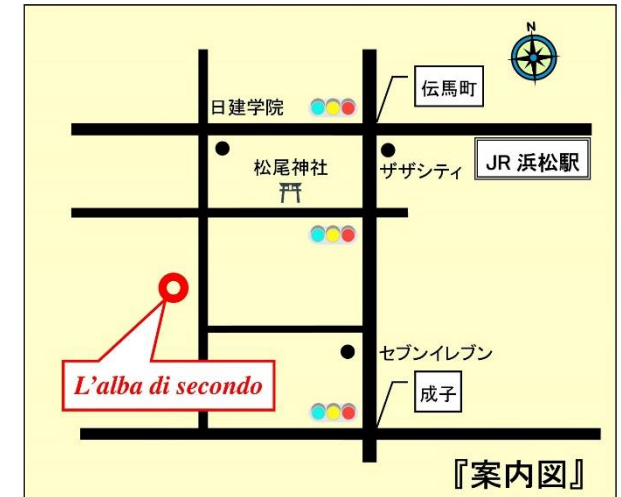 N
伝馬町
日建学院
松尾神社
ザザシティ
JR 浜松駅
L'alba di secondo
セブンイレブン
成子
『案内図』